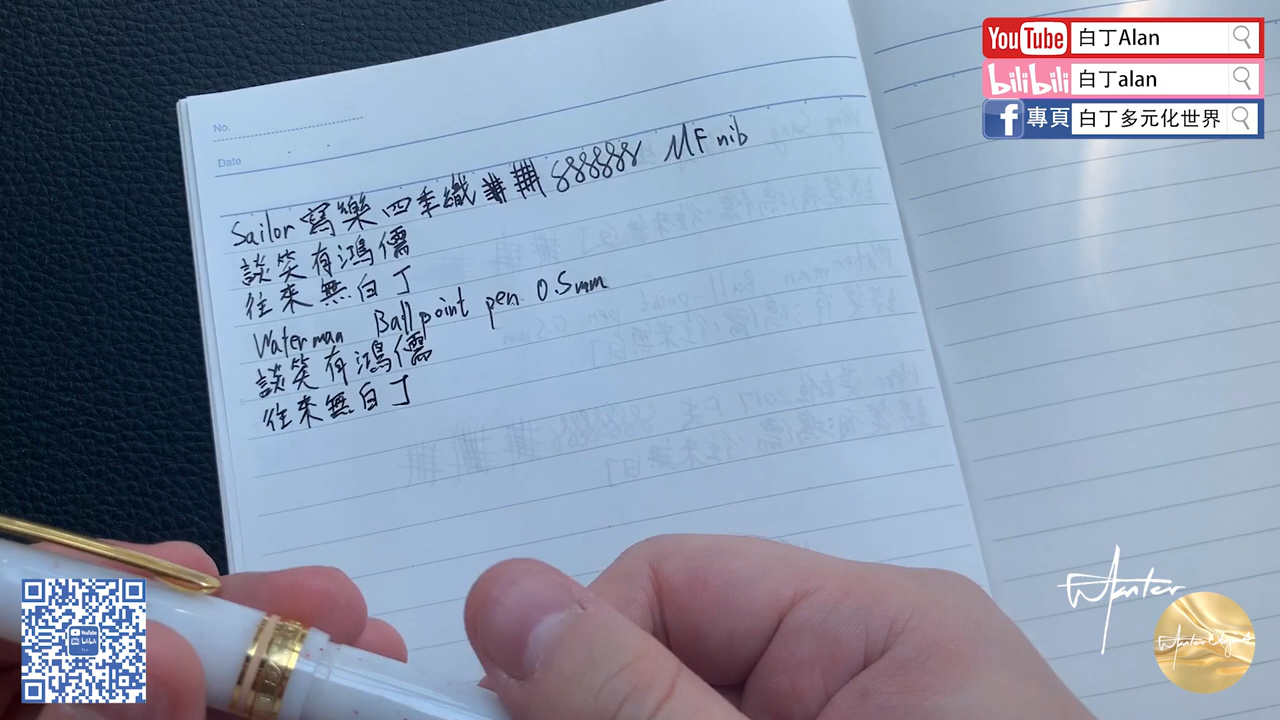 YouTube 白丁Alan
bilibili 白丁alan
f 專頁 白丁多元化世界
No.
Date
Sailor 寫樂四季織 888888 MF nib
談笑有鴻儒
往來無白丁
Waterman Ballpoint pen 0.5mm
談笑有鴻儒
往來無白丁
Wanter